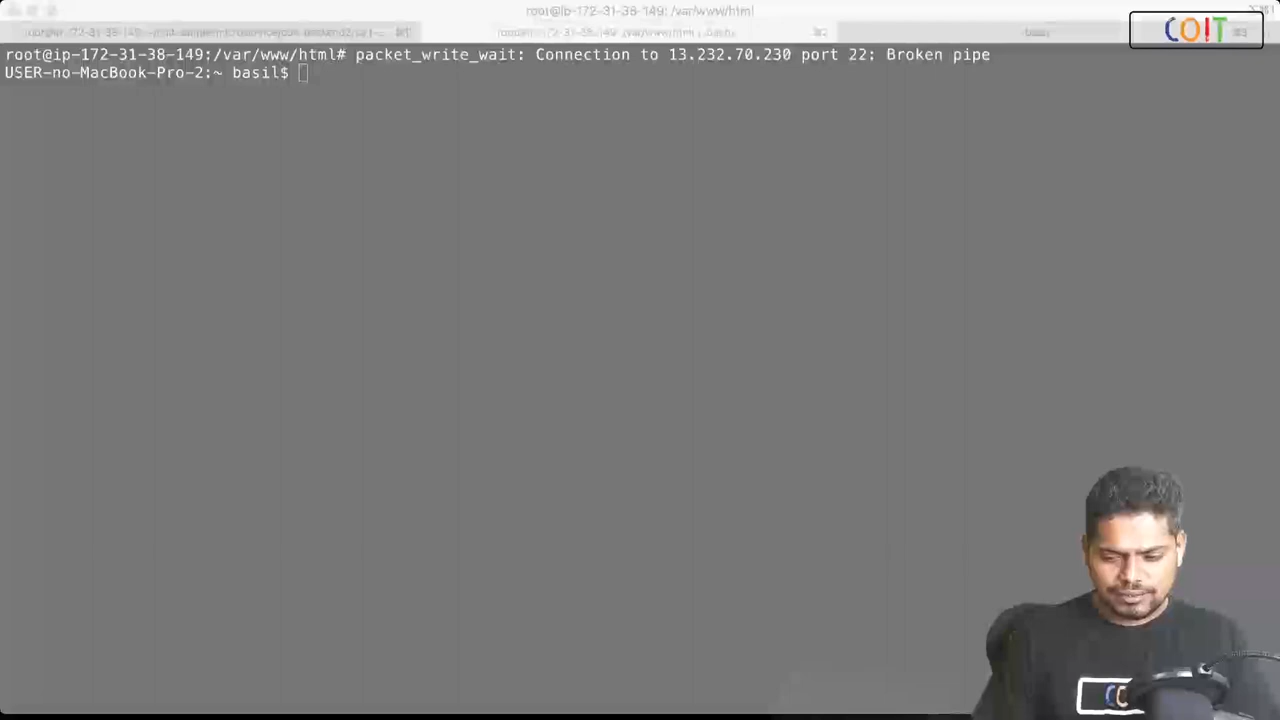 root@ip-172-31-38-149: /var/www/html
COIT
root@ip-172-31-38-149:/var/www/html# packet_write_wait: Connection to 13.232.70.230 port 22: Broken pipe
USER-no-MacBook-Pro-2:~ basil$